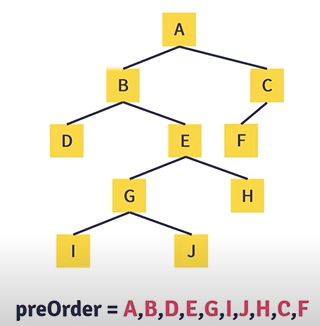 A
B C
D E F
G H
I J
preOrder = A,B,D,E,G,I,J,H,C,F